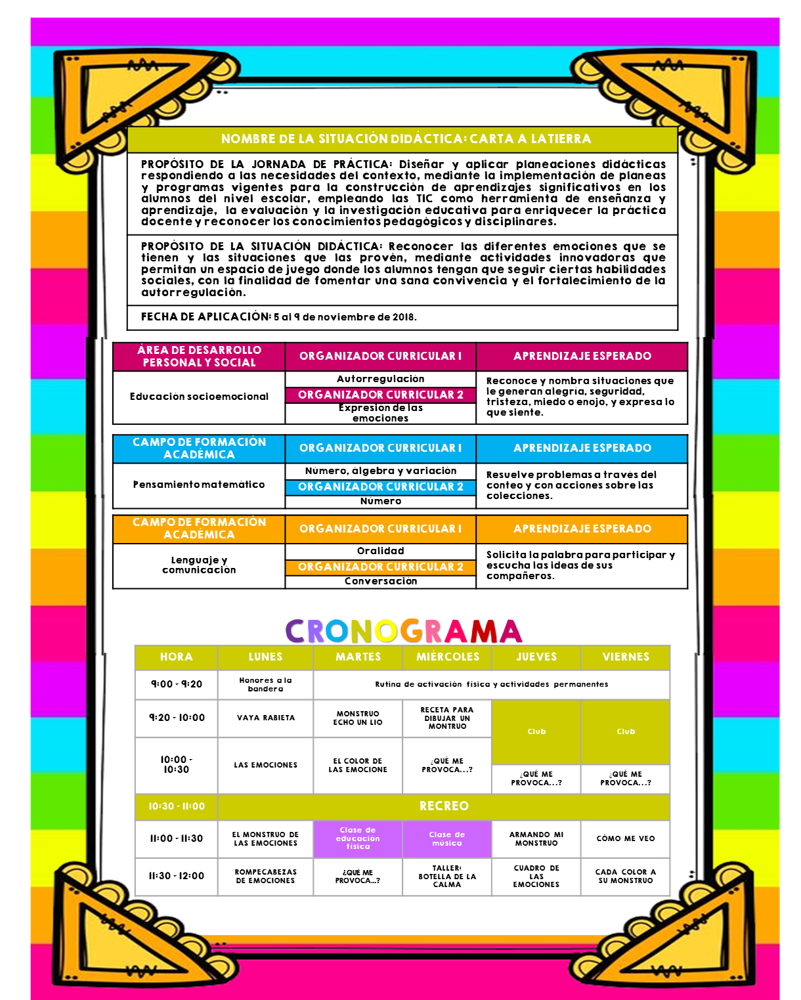 NOMBRE DE LA SITUACIÓN DIDÁCTICA: CARTA A LATIERRA
PROPÓSITO DE LA JORNADA DE PRÁCTICA: Diseñar y aplicar planeaciones didácticas
respondiendo a las necesidades del contexto, mediante la implementación de planeas
y programas vigentes para la construcción de aprendizajes significativos en los
alumnos del nivel escolar, empleando las TIC como herramienta de enseñanza y
aprendizaje, la evaluación y la investigación educativa para enriquecer la práctica
docente y reconocer los conocimientos pedagógicos y disciplinares.
PROPÓSITO DE LA SITUACIÓN DIDÁCTICA: Reconocer las diferentes emociones que se
tienen y las situaciones que las provén, mediante actividades innovadoras que
permitan un espacio de juego donde los alumnos tengan que seguir ciertas habilidades
sociales, con la finalidad de fomentar una sana convivencia y el fortalecimiento de la
autorregulación.
FECHA DE APLICACIÓN: 5 al 9 de noviembre de 2018.
ÁREA DE DESARROLLO
PERSONAL Y SOCIAL
ORGANIZADOR CURRICULAR 1
APRENDIZAJE ESPERADO
Educación socioemocional
Autorregulación
ORGANIZADOR CURRICULAR 2
Expresión de las
emociones
Reconoce y nombra situaciones que
le generan alegría, seguridad,
tristeza, miedo o enojo, y expresa lo
que siente.
CAMPO DE FORMACIÓN
ACADÉMICA
ORGANIZADOR CURRICULAR 1
APRENDIZAJE ESPERADO
Pensamiento matemático
Número, álgebra y variación
ORGANIZADOR CURRICULAR 2
Número
Resuelve problemas a través del
conteo y con acciones sobre las
colecciones.
CAMPO DE FORMACIÓN
ACADÉMICA
ORGANIZADOR CURRICULAR 1
APRENDIZAJE ESPERADO
Lenguaje y
comunicación
Oralidad
ORGANIZADOR CURRICULAR 2
Conversación
Solicita la palabra para participar y
escucha las ideas de sus
compañeros.
CRONOGRAMA
HORA LUNES MARTES MIÉRCOLES JUEVES VIERNES
9:00 - 9:20
Honores a la
bandera
Rutina de activación física y actividades permanentes
9:20 - 10:00
VAYA RABIETA
MONSTRUO
ECHO UN LIO
RECETA PARA
DIBUJAR UN
MONTRUO
Club
Club
10:00 -
10:30
LAS EMOCIONES
EL COLOR DE
LAS EMOCIONE
¿QUÉ ME
PROVOCA...?
¿QUÉ ME
PROVOCA...?
¿QUÉ ME
PROVOCA...?
10:30 - 11:00
RECREO
11:00 - 11:30
EL MONSTRUO DE
LAS EMOCIONES
Clase de
educación
física
Clase de
música
ARMANDO MI
MONSTRUO
CÓMO ME VEO
11:30 - 12:00
ROMPECABEZAS
DE EMOCIONES
¿QUÉ ME
PROVOCA...?
TALLER:
BOTELLA DE LA
CALMA
CUADRO DE
LAS
EMOCIONES
CADA COLOR A
SU MONSTRUO